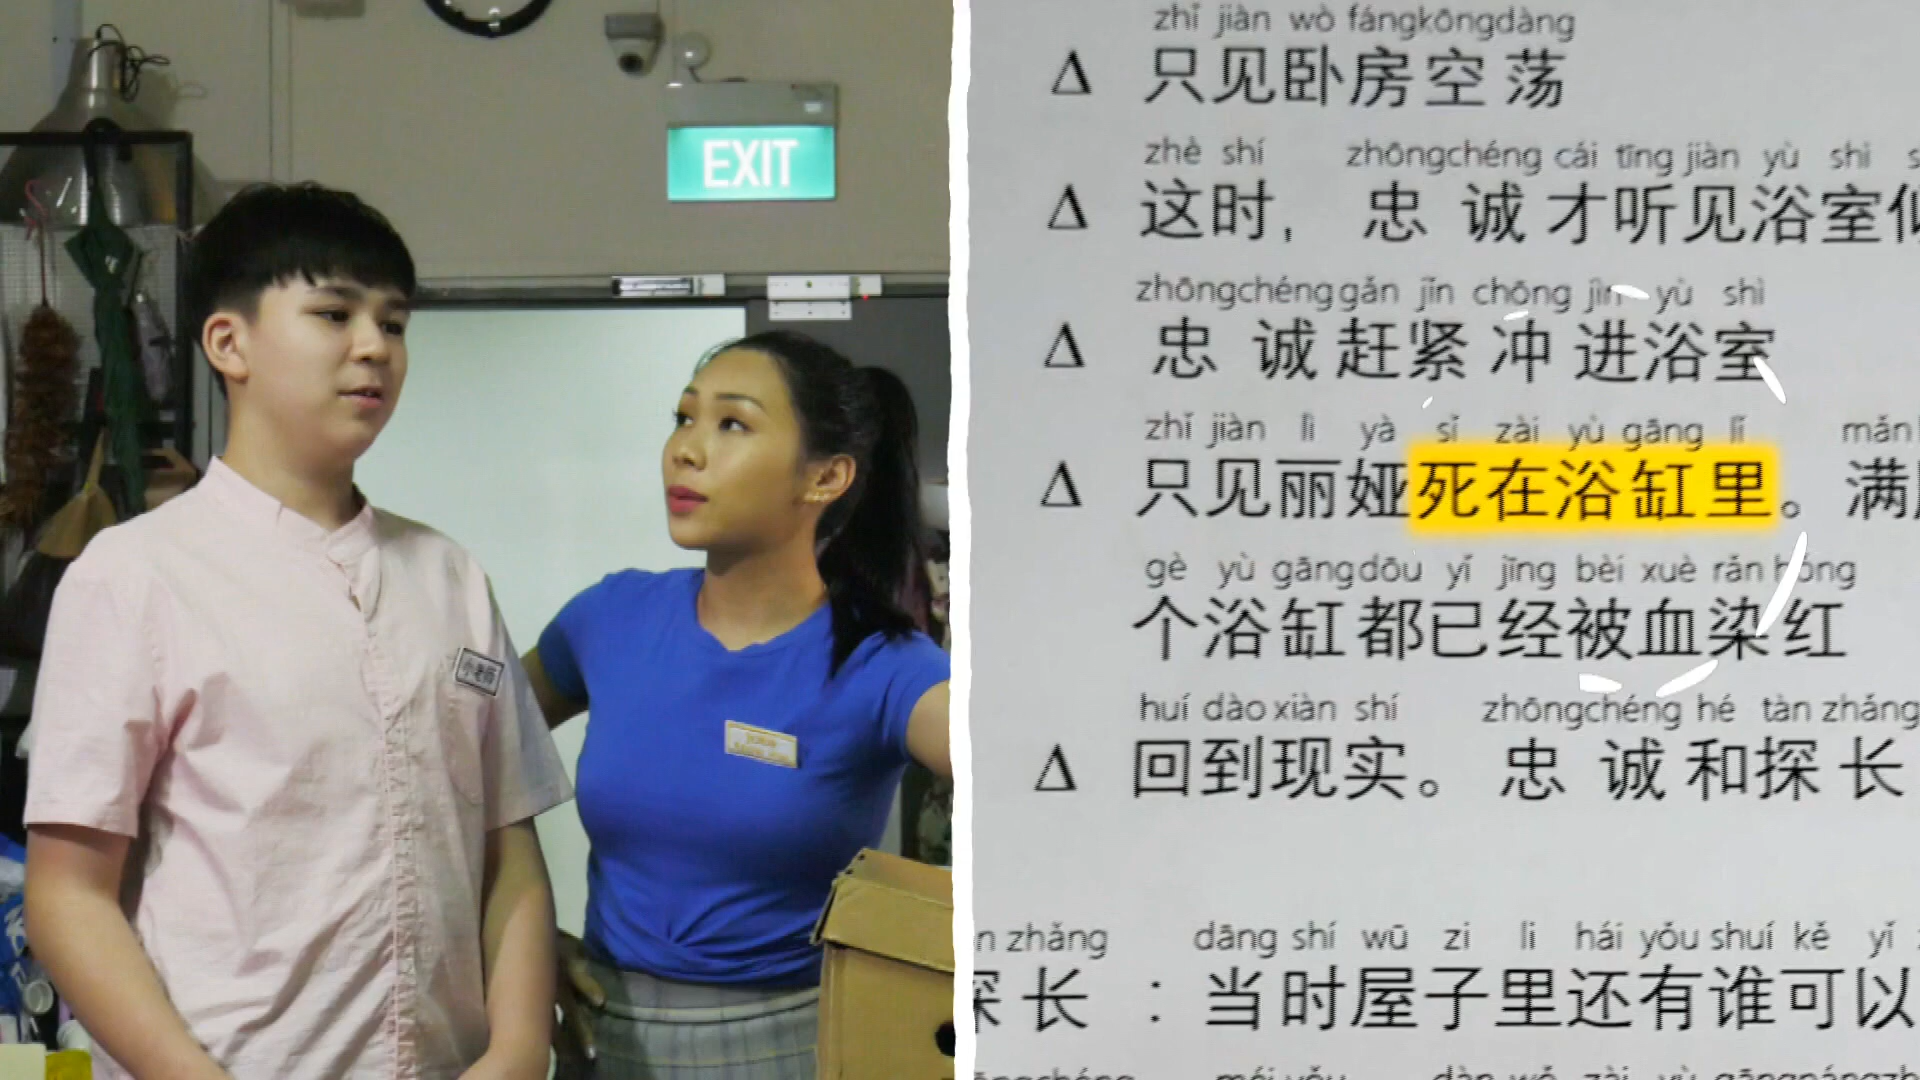 EXIT
zhǐ jiàn wò fángkōngdàng
Δ 只见卧房空荡
zhè shí zhōngchéng cái tīng jiàn yù shì
Δ 这时，忠诚才听见浴室
zhōngchénggǎn jǐn chōng jìn yù shì
Δ 忠诚赶紧冲进浴室
zhǐ jiàn lì yà sǐ zài yù gāng lǐ mǎn
Δ 只见丽娅死在浴缸里。满
gè yù gāngdōu yǐ jīng bèi xuè rǎn hóng
个浴缸都已经被血染红
huí dào xiàn shí zhōngchéng hé tàn zhǎng
Δ 回到现实。忠诚和探长
zhǎng dāng shí wū zi lǐ hái yǒu shuí kě yǐ
长：当时屋子里还有谁可以